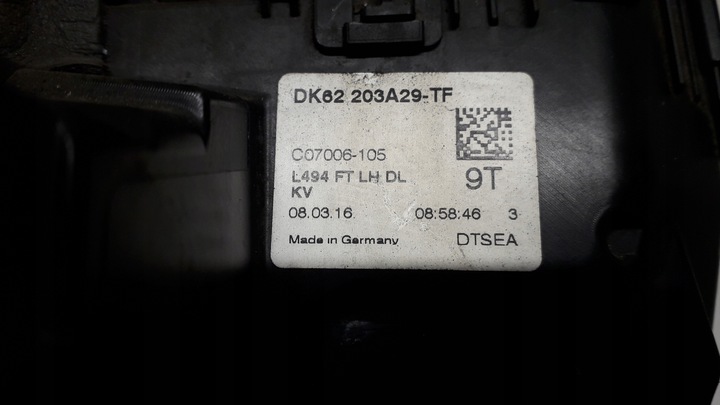 DK62 203A29-TF
C07006-105
L494 FT LH DL
KV
9T
08.03.16 08:58:46 3
Made in Germany DTSEA